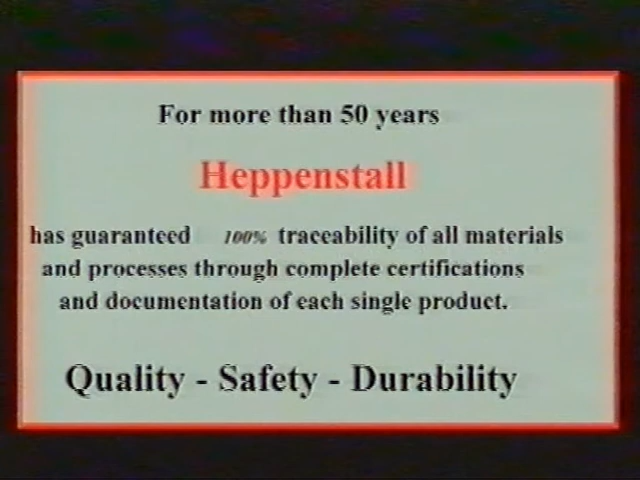 For more than 50 years
Heppenstall
has guaranteed 100% traceability of all materials
and processes through complete certifications
and documentation of each single product.
Quality - Safety - Durability